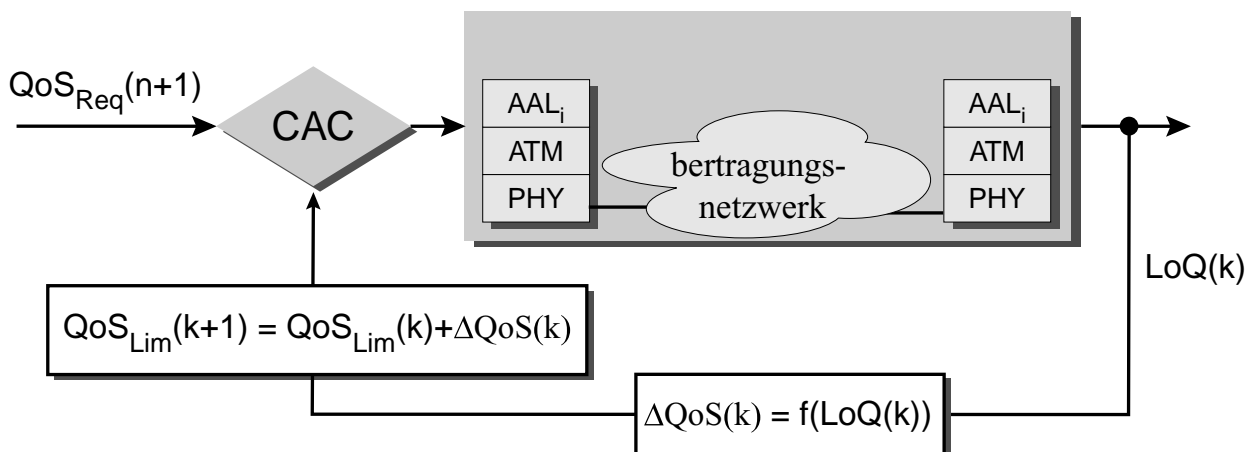 QoS_Req(n+1)
CAC
AAL_i
ATM
PHY
bertragungs-
netzwerk
AAL_i
ATM
PHY
LoQ(k)
QoS_Lim(k+1) = QoS_Lim(k)+ΔQoS(k)
ΔQoS(k) = f(LoQ(k))